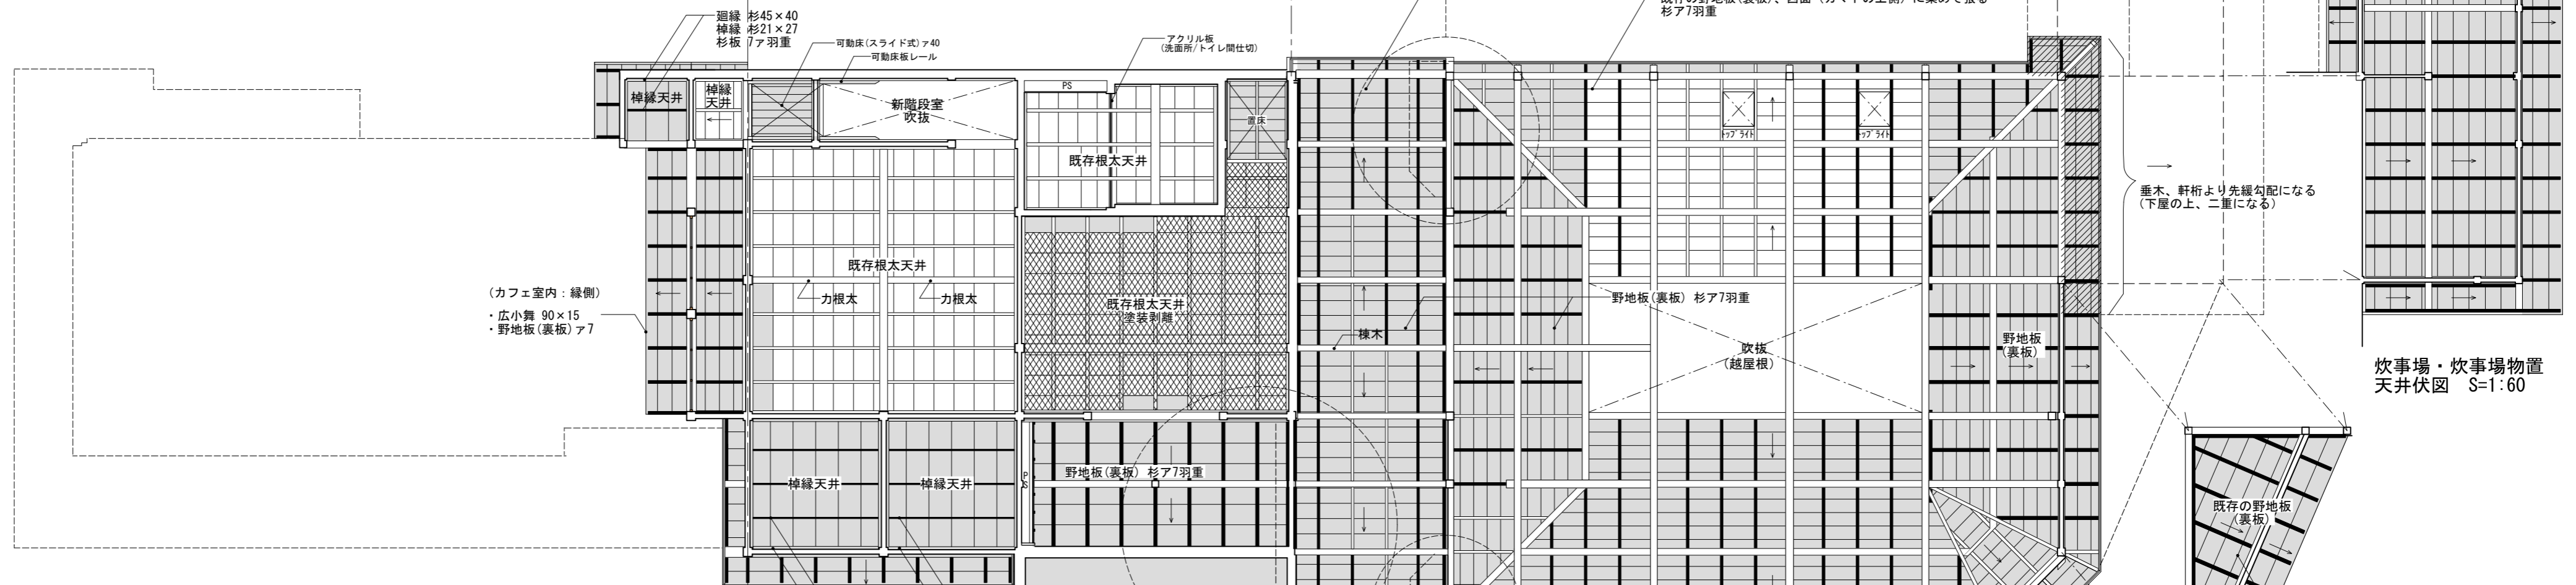 廻縁 杉45×40
棹縁 杉21×27
杉板 7ァ羽重
可動床(スライド式)ァ40
可動床板レール
アクリル板
(洗面所/トイレ間仕切)
杉ア7羽重
棹縁天井
棹縁
天井
新階段室
吹抜
PS
置床
既存根太天井
トップライト
トップライト
垂木、軒桁より先緩勾配になる
(下屋の上、二重になる)
(カフェ室内：縁側)
・広小舞 90×15
・野地板(裏板)ァ7
既存根太天井
力根太
力根太
既存根太天井
塗装剥離
棟木
野地板(裏板) 杉ア7羽重
吹抜
(越屋根)
野地板
(裏板)
炊事場・炊事場物置
天井伏図 S=1:60
棹縁天井
棹縁天井
PS
野地板(裏板) 杉ア7羽重
既存の野地板
(裏板)